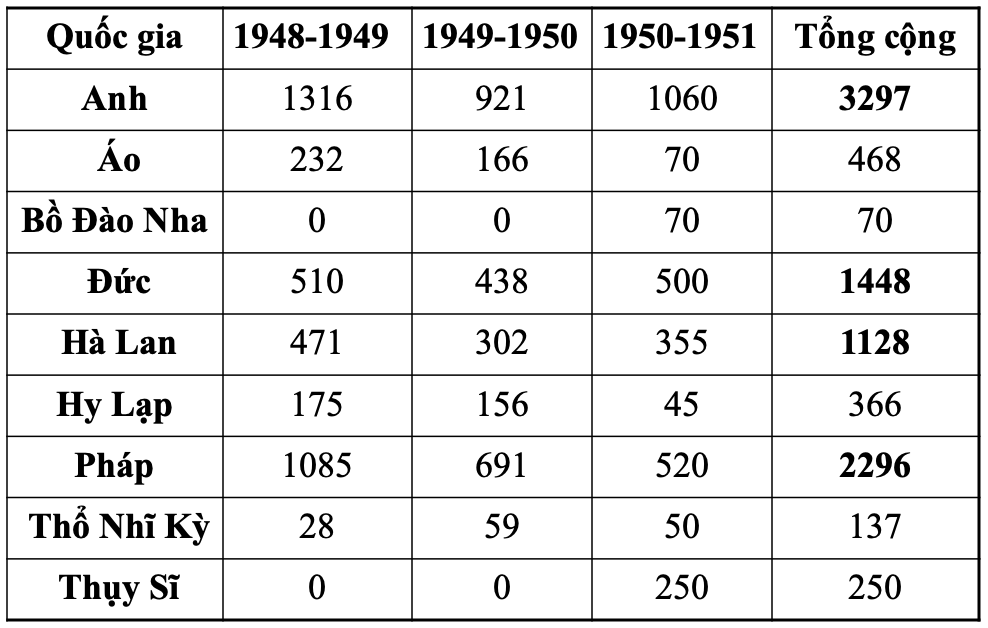 Quốc gia 1948-1949 1949-1950 1950-1951 Tổng cộng
Anh 1316 921 1060 3297
Áo 232 166 70 468
Bồ Đào Nha 0 0 70 70
Đức 510 438 500 1448
Hà Lan 471 302 355 1128
Hy Lạp 175 156 45 366
Pháp 1085 691 520 2296
Thổ Nhĩ Kỳ 28 59 50 137
Thụy Sĩ 0 0 250 250